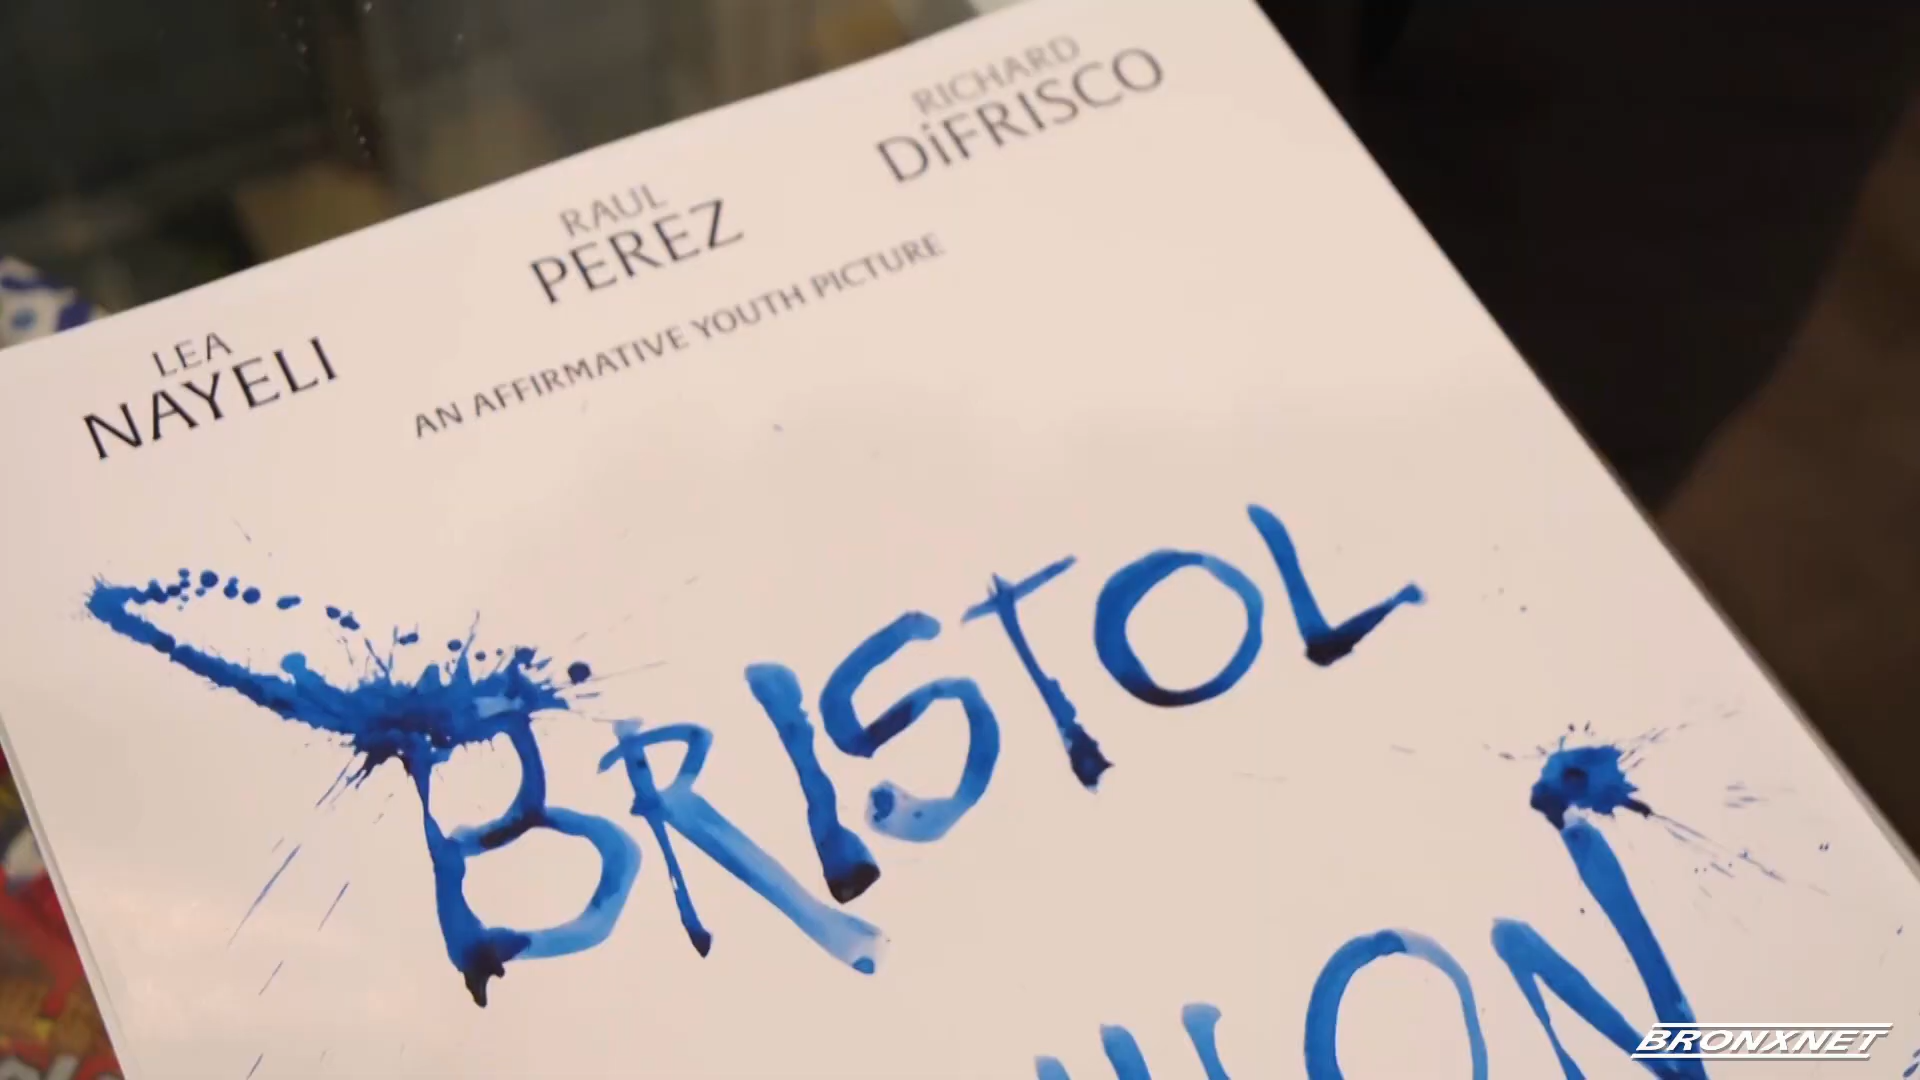 LEA
NAYELI
RAUL
PEREZ
RICHARD
DiFRISCO
AN AFFIRMATIVE YOUTH PICTURE
BRISTOL
BRONXNET